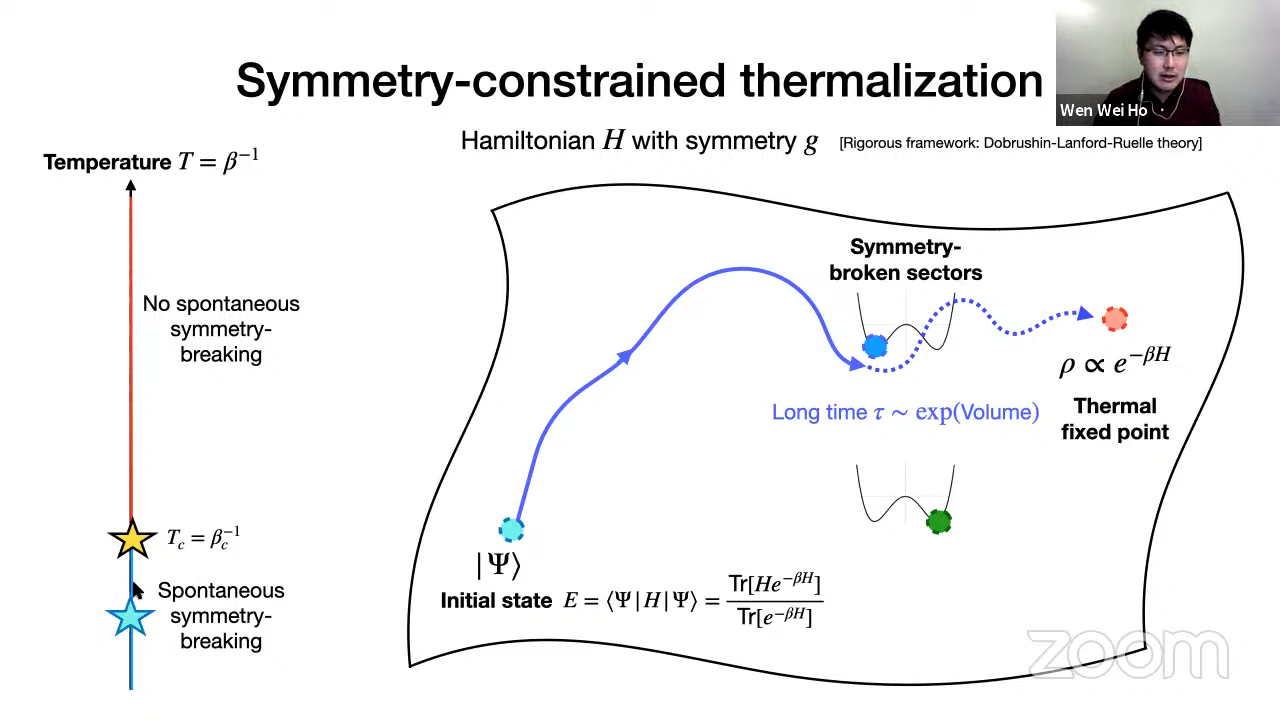 Symmetry-constrained thermalization
Wen Wei Ho
Hamiltonian H with symmetry g [Rigorous framework: Dobrushin-Lanford-Ruelle theory]
Temperature T = β⁻¹
Symmetry-
broken sectors
No spontaneous
symmetry-
breaking
ρ ∝ e^{-βH}
Long time τ ~ exp(Volume)
Thermal
fixed point
T_c = β_c⁻¹
|Ψ⟩
Spontaneous
symmetry-
breaking
Initial state E = ⟨Ψ|H|Ψ⟩ = Tr[He^{-βH}] / Tr[e^{-βH}]
zoom